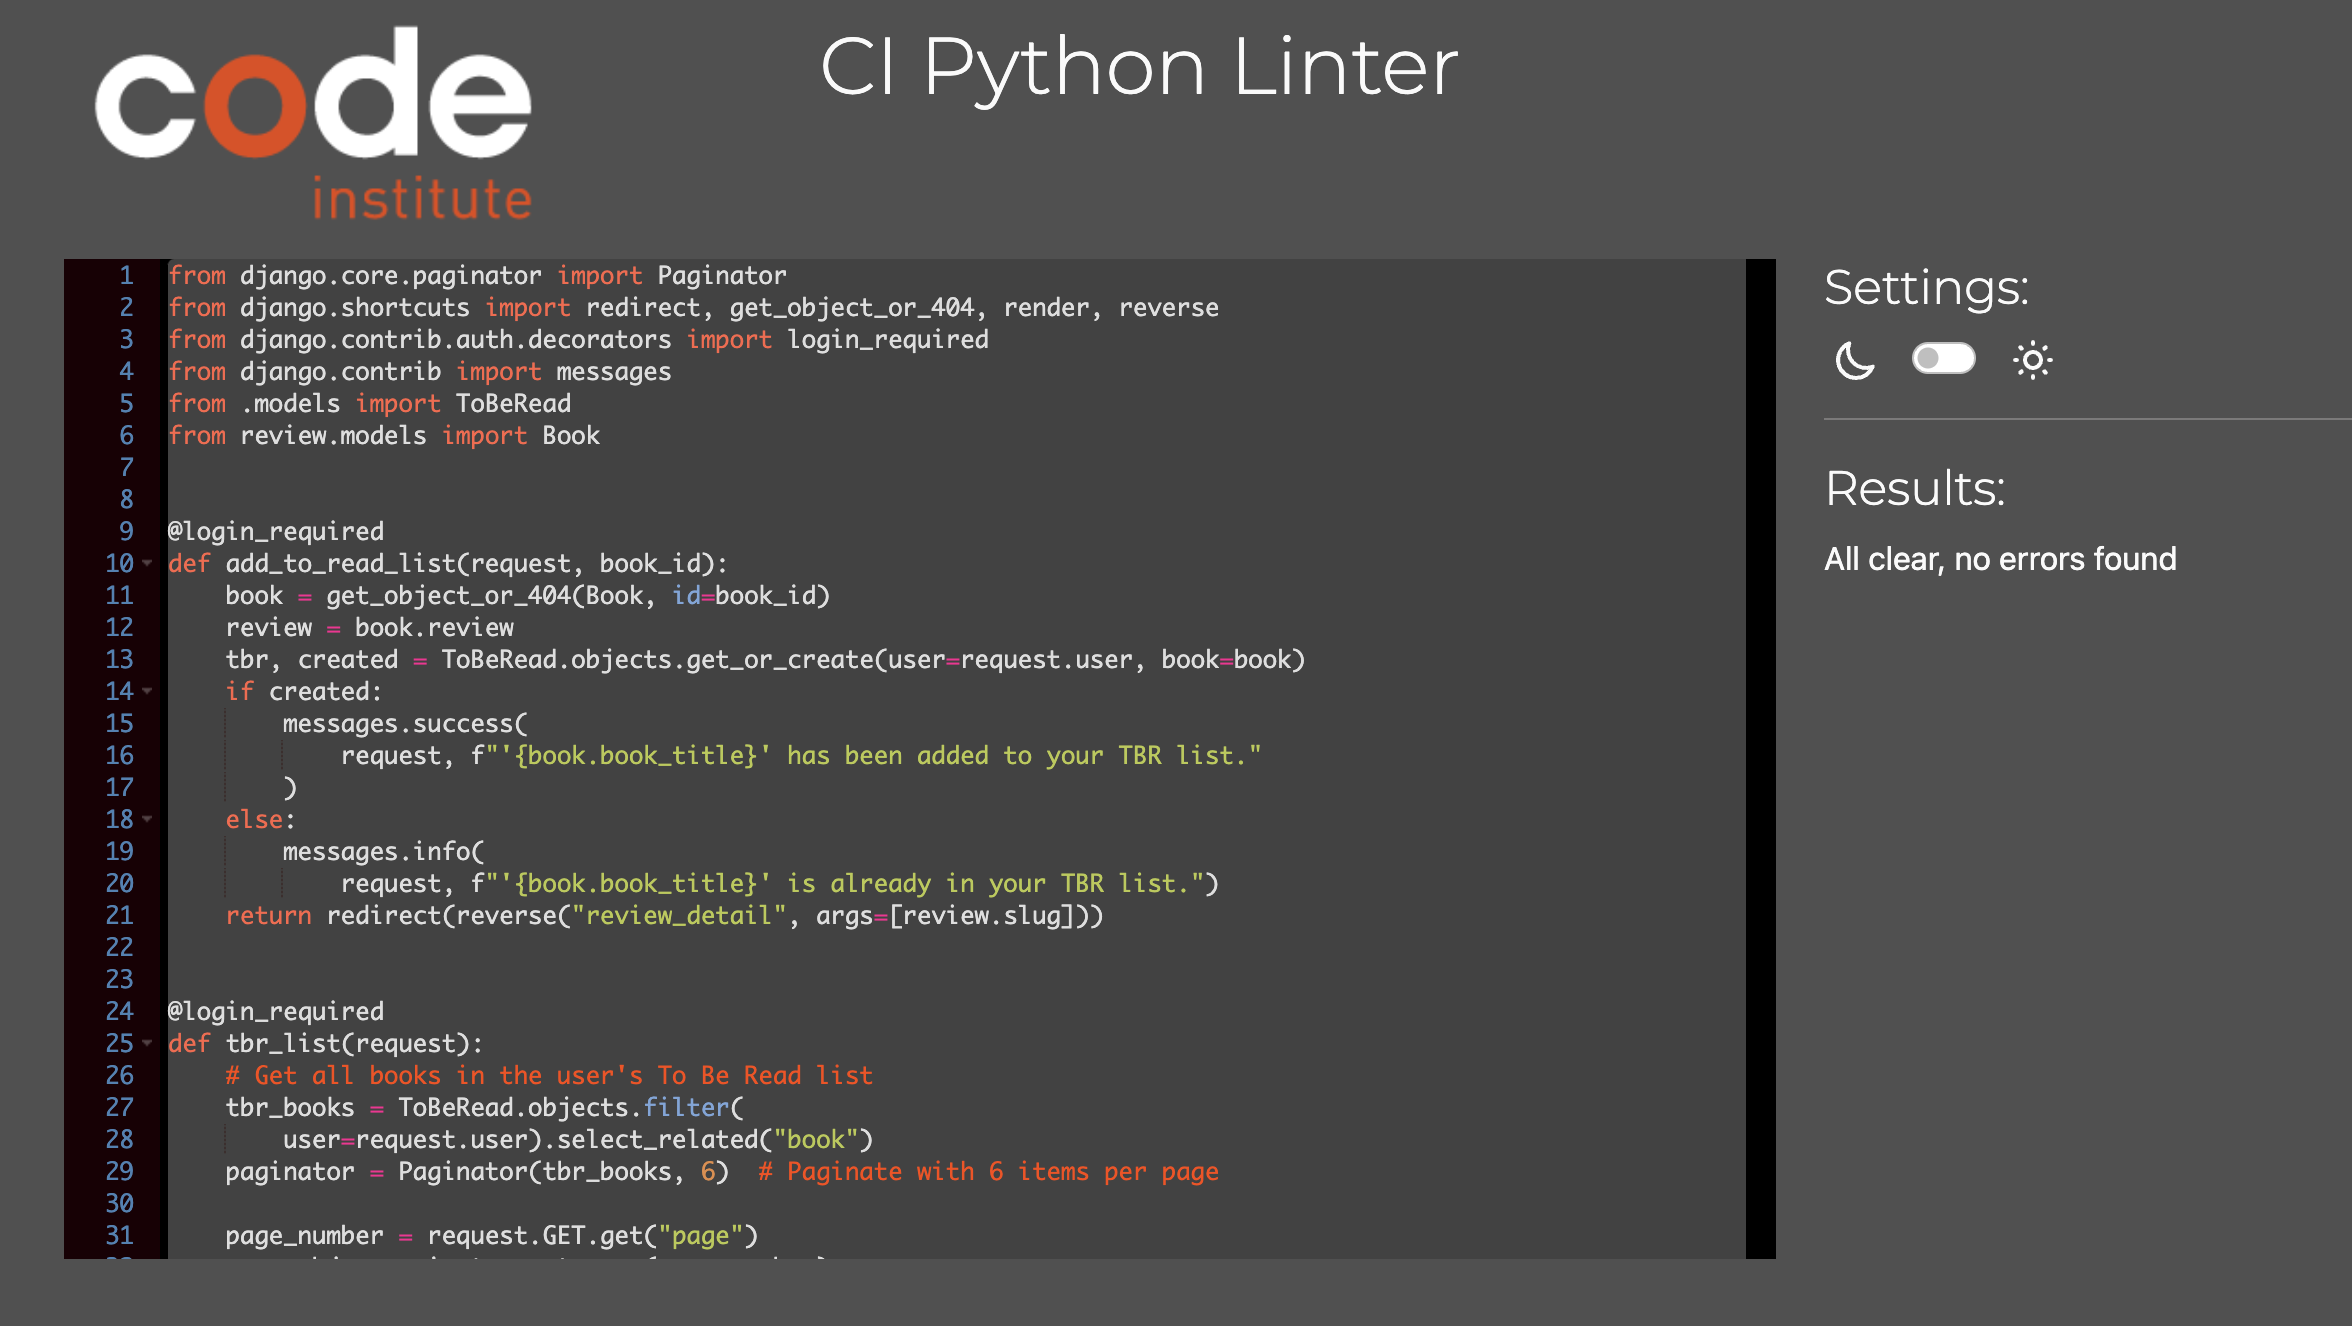 code
institute
CI Python Linter
1 from django.core.paginator import Paginator
2 from django.shortcuts import redirect, get_object_or_404, render, reverse
3 from django.contrib.auth.decorators import login_required
4 from django.contrib import messages
5 from .models import ToBeRead
6 from review.models import Book
7
8
9 @login_required
10 def add_to_read_list(request, book_id):
11     book = get_object_or_404(Book, id=book_id)
12     review = book.review
13     tbr, created = ToBeRead.objects.get_or_create(user=request.user, book=book)
14     if created:
15         messages.success(
16             request, f"'{book.book_title}' has been added to your TBR list."
17         )
18     else:
19         messages.info(
20             request, f"'{book.book_title}' is already in your TBR list.")
21     return redirect(reverse("review_detail", args=[review.slug]))
22
23
24 @login_required
25 def tbr_list(request):
26     # Get all books in the user's To Be Read list
27     tbr_books = ToBeRead.objects.filter(
28         user=request.user).select_related("book")
29     paginator = Paginator(tbr_books, 6)  # Paginate with 6 items per page
30
31     page_number = request.GET.get("page")
Settings:
Results:
All clear, no errors found